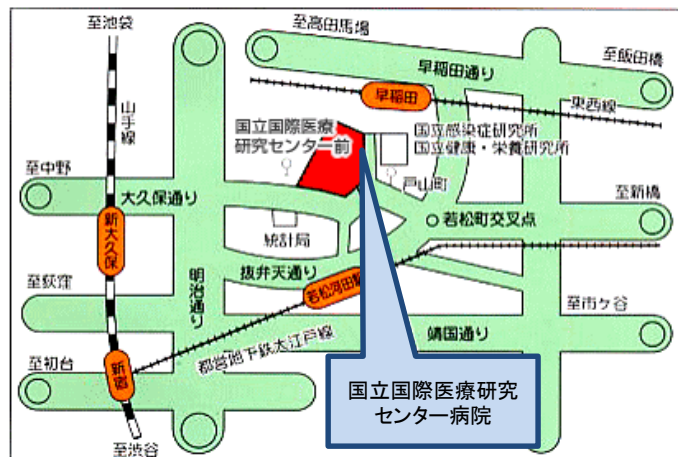 至池袋
至高田馬場
至飯田橋
早稲田通り
山手線
早稲田
東西線
国立国際医療
研究センター前
国立感染症研究所
国立健康・栄養研究所
至中野
戸山町
大久保通り
至新橋
新大久保
若松町交叉点
統計局
抜弁天通り
明治通り
若松河田駅
至荻窪
至市ケ谷
靖国通り
都営地下鉄大江戸線
至初台
新宿
国立国際医療研究
センター病院
至渋谷